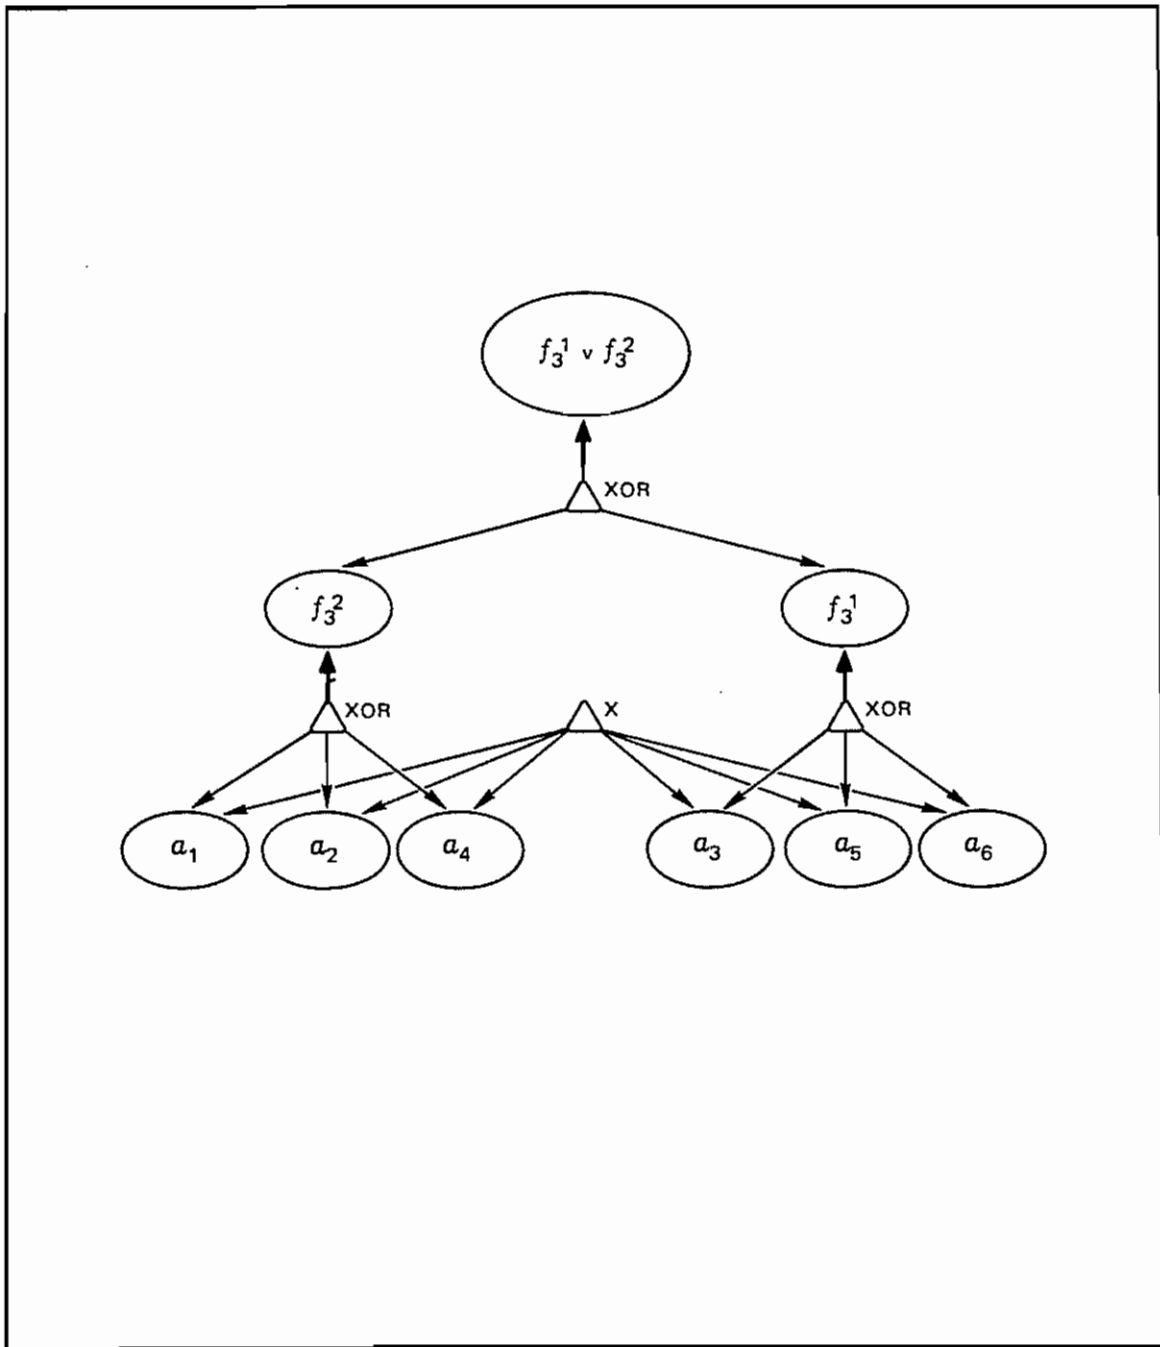 f₃¹ v f₃²
XOR
f₃² f₃¹
XOR X XOR
a₁ a₂ a₄ a₃ a₅ a₆